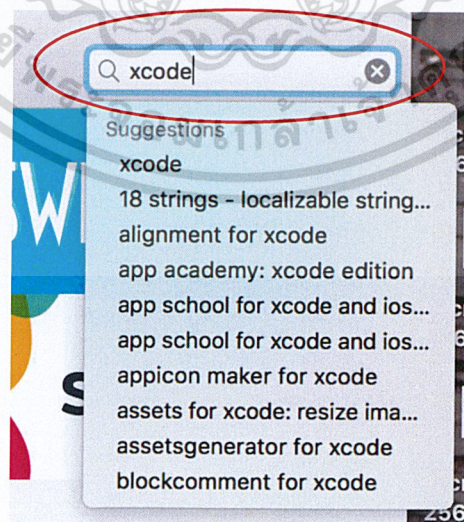 xcode
Suggestions
xcode
18 strings - localizable string...
alignment for xcode
app academy: xcode edition
app school for xcode and ios...
app school for xcode and ios...
appicon maker for xcode
assets for xcode: resize ima...
assetsgenerator for xcode
blockcomment for xcode
256